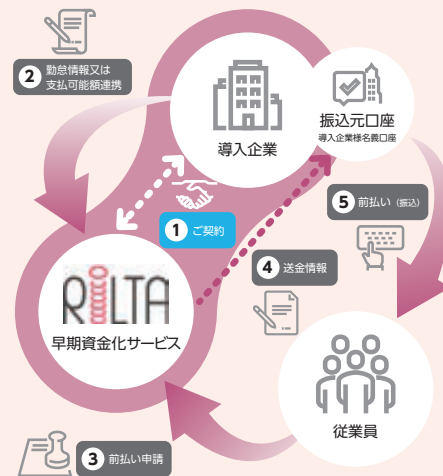 2 勤怠情報又は
支払可能額連携
導入企業
振込元口座
導入企業様名義口座
1 ご契約
5 前払い（振込）
4 送金情報
RiLTA
早期資金化サービス
従業員
3 前払い申請